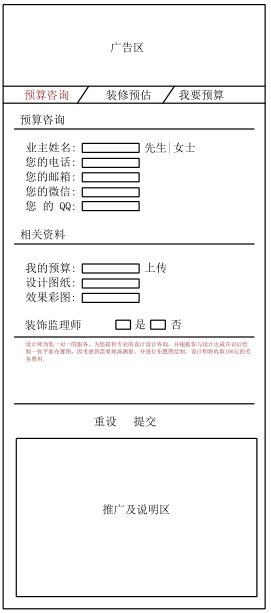 广告区
预算咨询 装修预估 我要预算
预算咨询
业主姓名: 先生|女士
您的电话:
您的邮箱:
您的微信:
您 的 QQ:
相关资料
我的预算: 上传
设计图纸:
效果彩图:
装饰监理师 是 否
设计师为您一对一的服务，为您提供专业的设计设计咨询，并根据你与设计达成共识后绘
制一张平面布置图，因考虑到需要现场测量，并进行布置图绘制，设计师将收取100元的劳
务费用.
重设 提交
推广及说明区